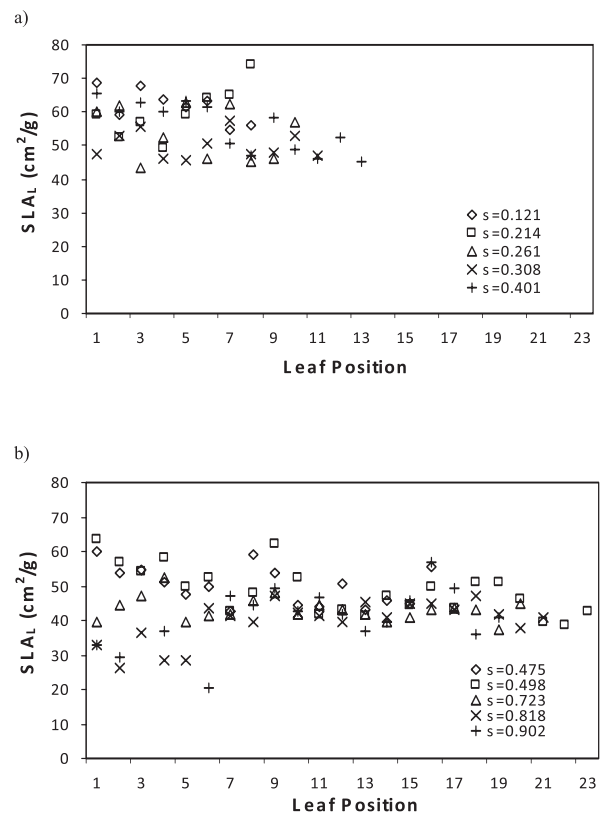 a)
80
70
60
50
40
30
20
10
0
SLA_L (cm²/g)
s=0.121
s=0.214
s=0.261
s=0.308
s=0.401
1 3 5 7 9 11 13 15 17 19 21 23
Leaf Position
b)
80
70
60
50
40
30
20
10
0
SLA_L (cm²/g)
s=0.475
s=0.498
s=0.723
s=0.818
s=0.902
1 3 5 7 9 11 13 15 17 19 21 23
Leaf Position